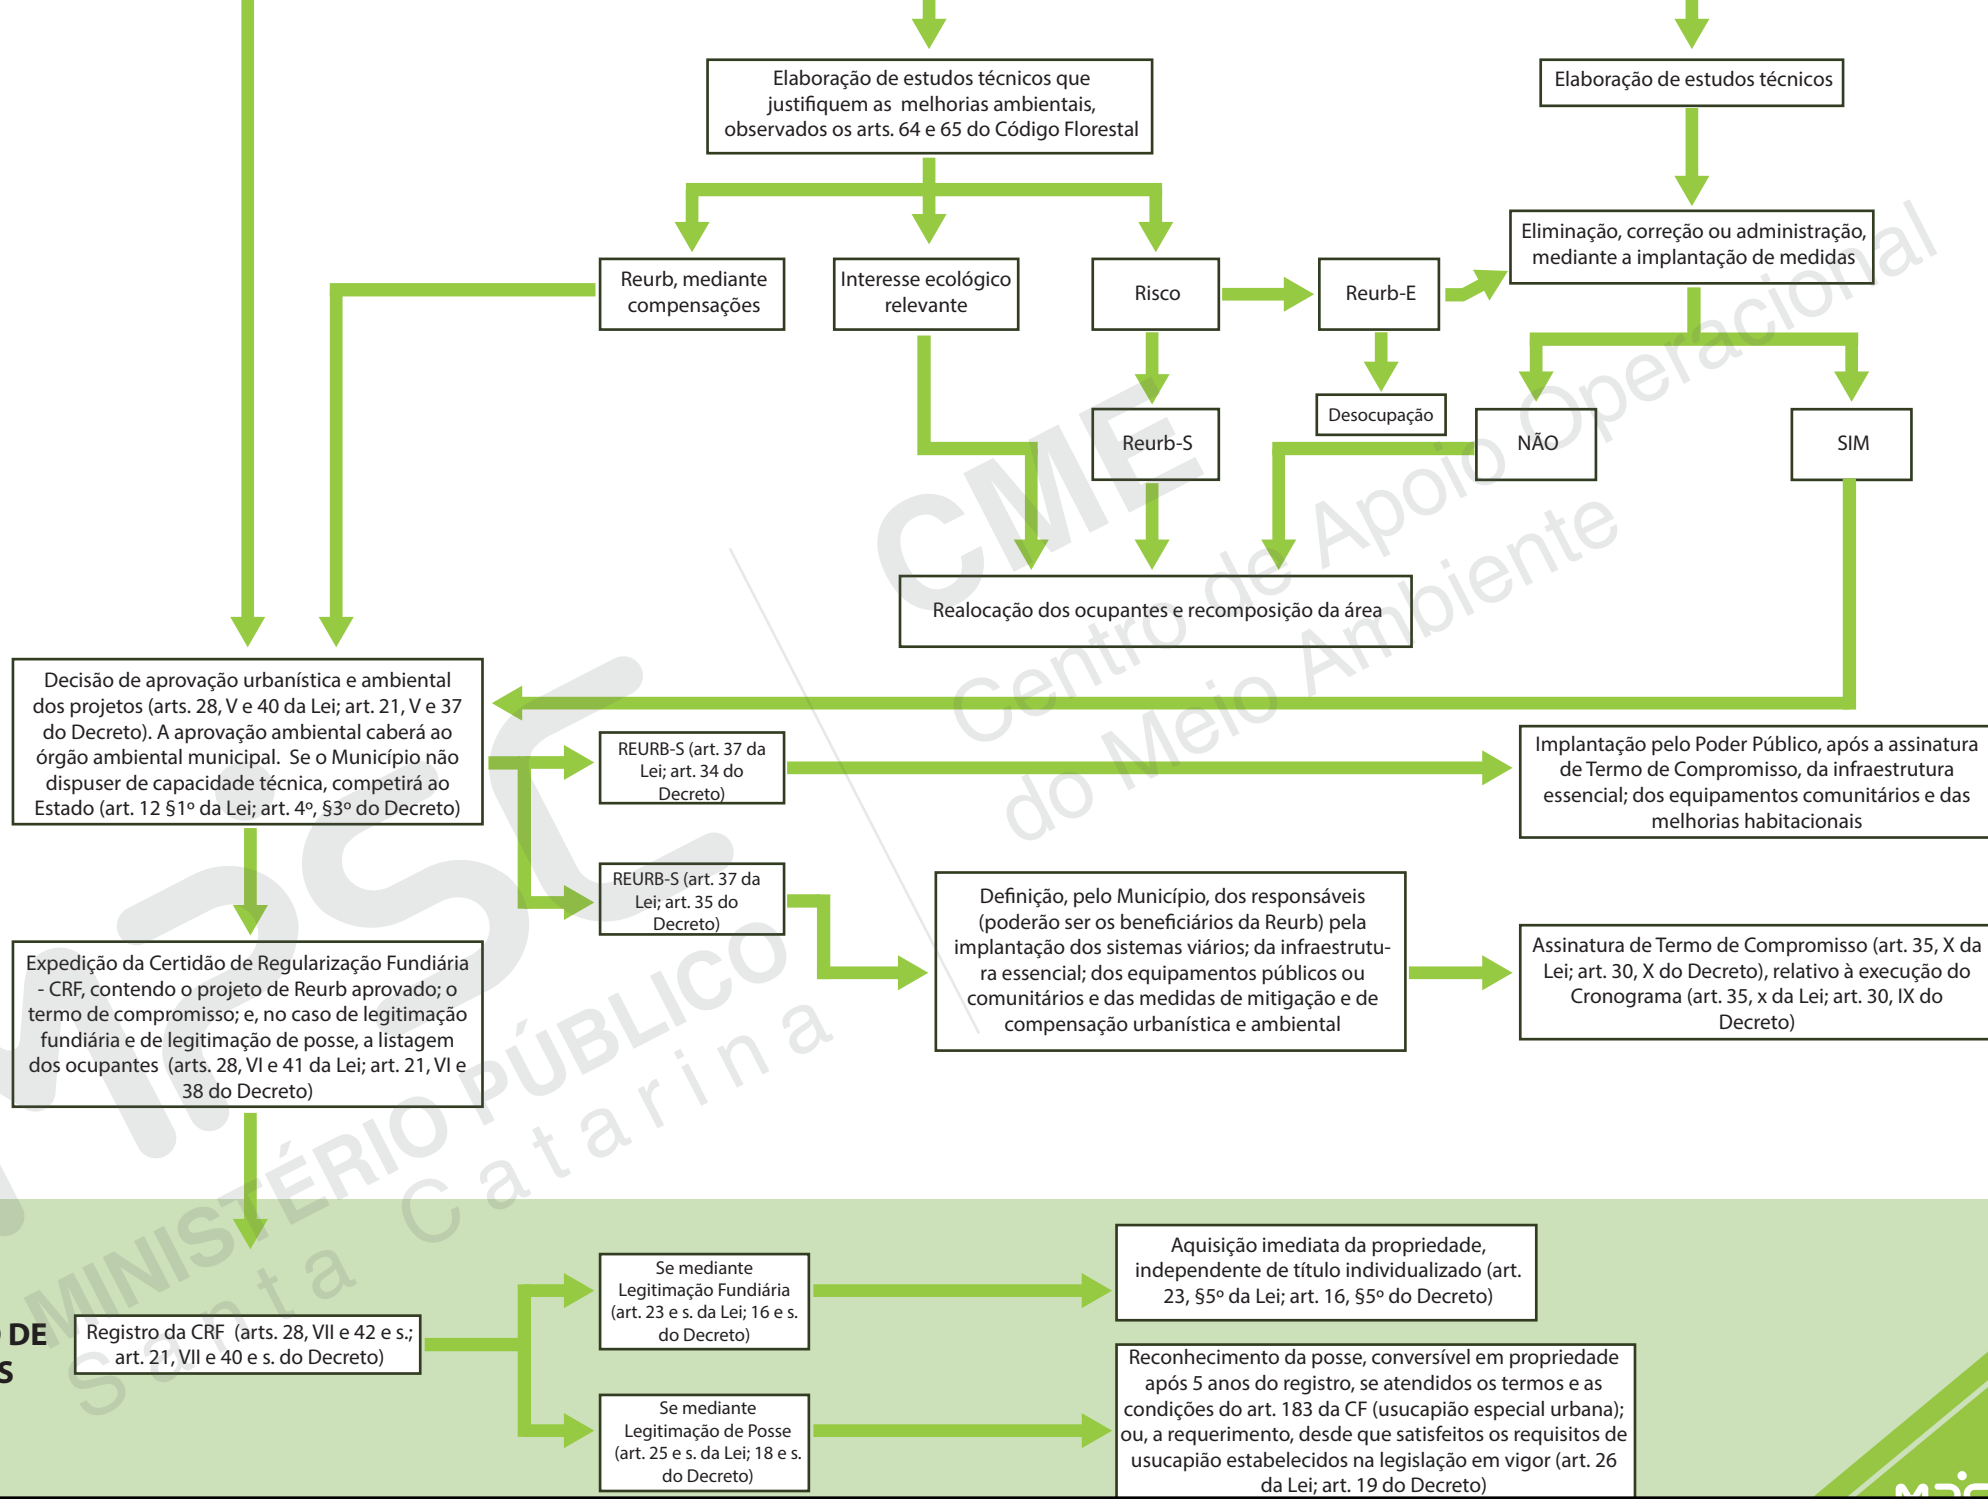 Elaboração de estudos técnicos que
justifiquem as melhorias ambientais,
observados os arts. 64 e 65 do Código Florestal
Elaboração de estudos técnicos
Eliminação, correção ou administração,
mediante a implantação de medidas
Reurb, mediante
compensações
Interesse ecológico
relevante
Risco
Reurb-E
Reurb-S
Desocupação
NÃO
SIM
Realocação dos ocupantes e recomposição da área
Decisão de aprovação urbanística e ambiental
dos projetos (arts. 28, V e 40 da Lei; art. 21, V e 37
do Decreto). A aprovação ambiental caberá ao
órgão ambiental municipal. Se o Município não
dispuser de capacidade técnica, competirá ao
Estado (art. 12 §1º da Lei; art. 4º, §3º do Decreto)
REURB-S (art. 37 da
Lei; art. 34 do
Decreto)
Implantação pelo Poder Público, após a assinatura
de Termo de Compromisso, da infraestrutura
essencial; dos equipamentos comunitários e das
melhorias habitacionais
REURB-S (art. 37 da
Lei; art. 35 do
Decreto)
Definição, pelo Município, dos responsáveis
(poderão ser os beneficiários da Reurb) pela
implantação dos sistemas viários; da infraestrutu-
ra essencial; dos equipamentos públicos ou
comunitários e das medidas de mitigação e de
compensação urbanística e ambiental
Assinatura de Termo de Compromisso (art. 35, X da
Lei; art. 30, X do Decreto), relativo à execução do
Cronograma (art. 35, x da Lei; art. 30, IX do
Decreto)
Expedição da Certidão de Regularização Fundiária
- CRF, contendo o projeto de Reurb aprovado; o
termo de compromisso; e, no caso de legitimação
fundiária e de legitimação de posse, a listagem
dos ocupantes (arts. 28, VI e 41 da Lei; art. 21, VI e
38 do Decreto)
DE
S
Registro da CRF (arts. 28, VII e 42 e s.;
art. 21, VII e 40 e s. do Decreto)
Se mediante
Legitimação Fundiária
(art. 23 e s. da Lei; 16 e s.
do Decreto)
Aquisição imediata da propriedade,
independente de título individualizado (art.
23, §5º da Lei; art. 16, §5º do Decreto)
Se mediante
Legitimação de Posse
(art. 25 e s. da Lei; 18 e s.
do Decreto)
Reconhecimento da posse, conversível em propriedade
após 5 anos do registro, se atendidos os termos e as
condições do art. 183 da CF (usucapião especial urbana);
ou, a requerimento, desde que satisfeitos os requisitos de
usucapião estabelecidos na legislação em vigor (art. 26
da Lei; art. 19 do Decreto)
MPSC
MINISTÉRIO PÚBLICO
Santa Catarina
CME
Centro de Apoio Operacional
do Meio Ambiente